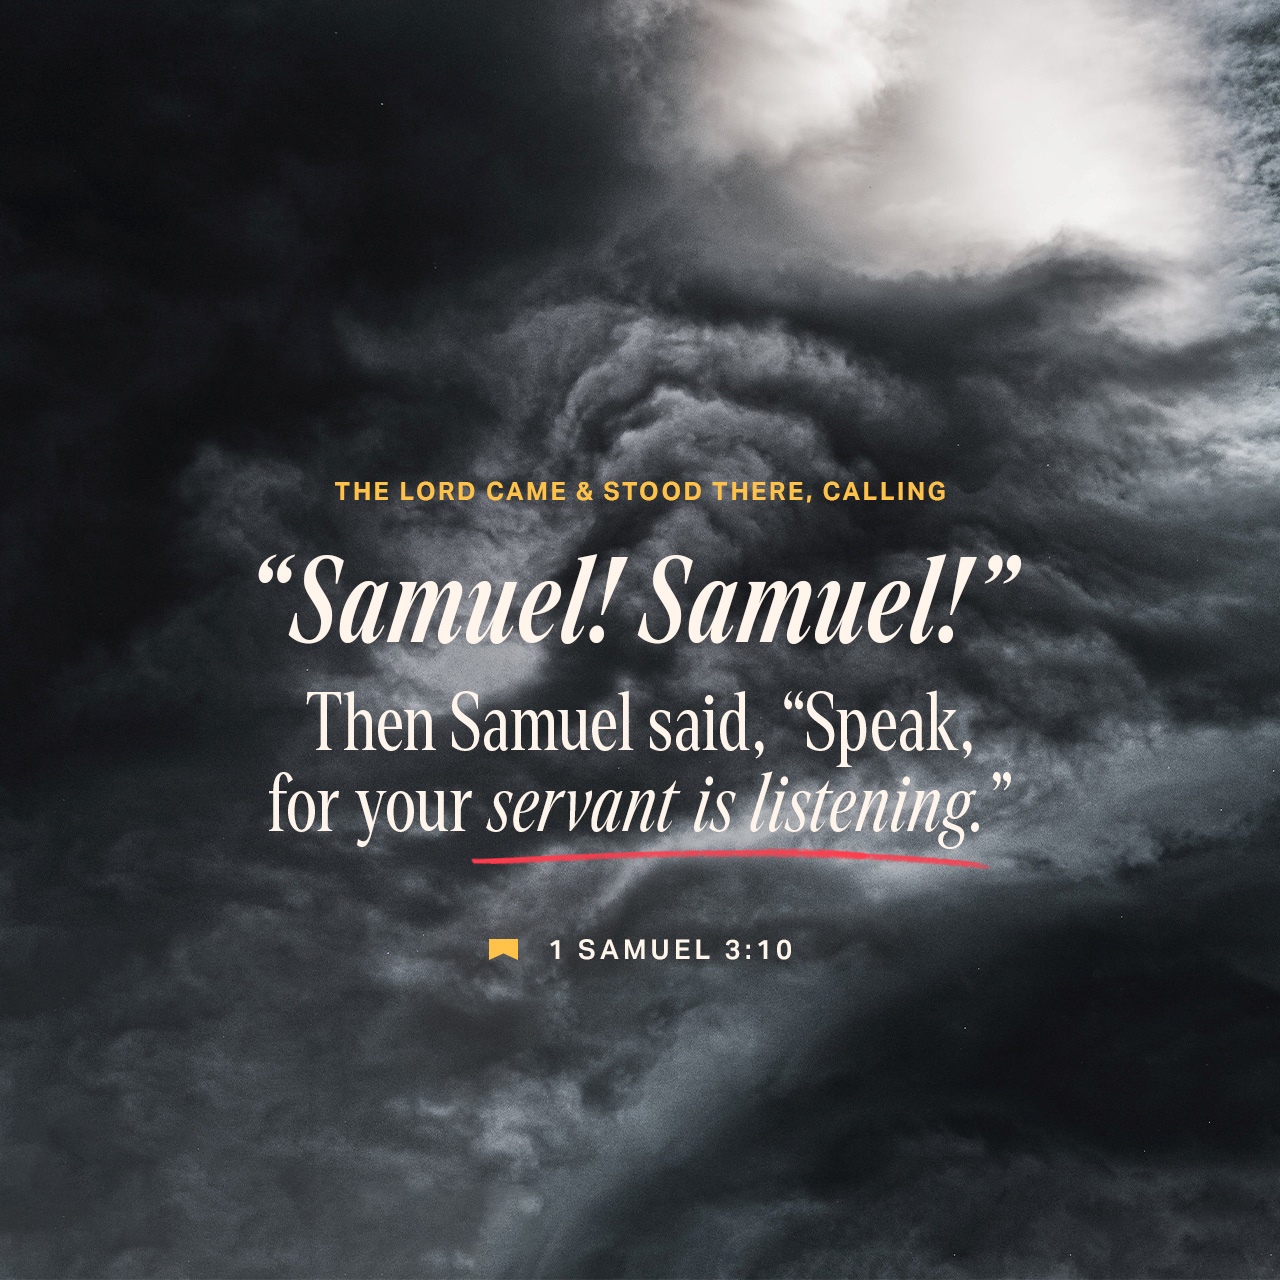 THE LORD CAME & STOOD THERE, CALLING
“Samuel! Samuel!”
Then Samuel said, “Speak,
for your servant is listening.”
1 SAMUEL 3:10